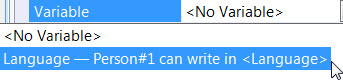 Variable <No Variable>
<No Variable>
Language — Person#1 can write in <Language>